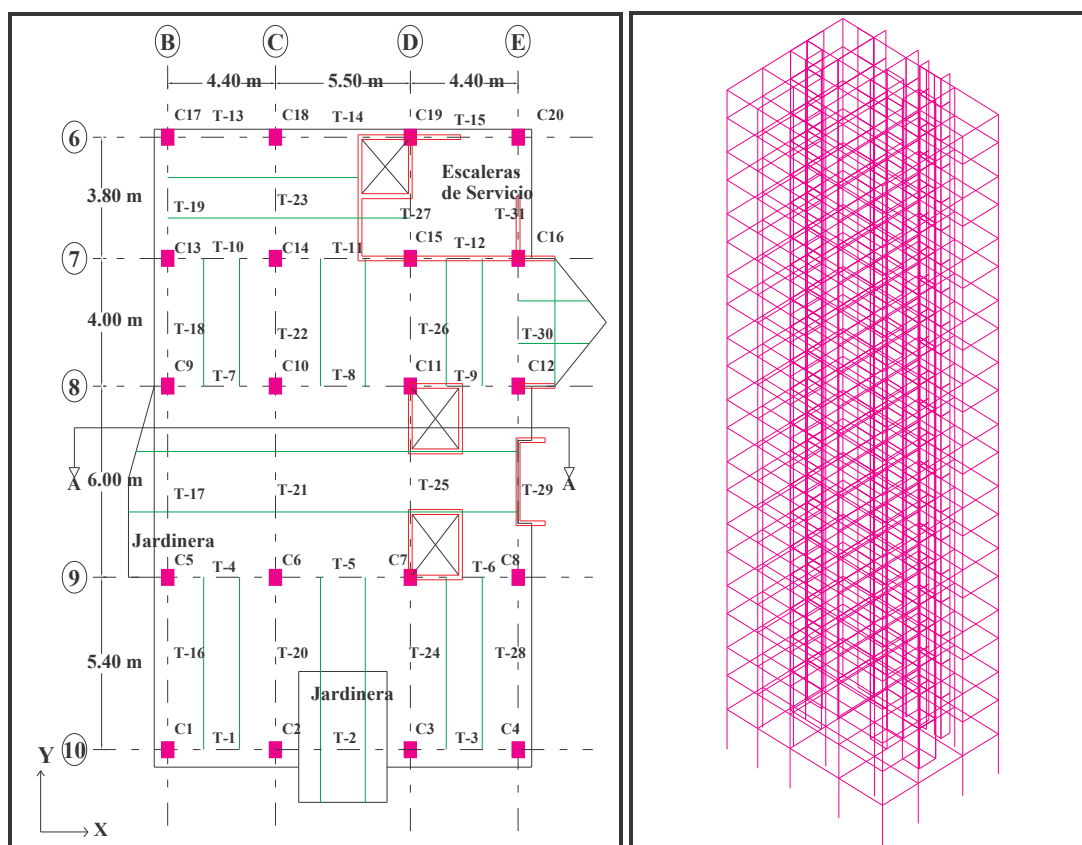 B C D E
4.40 m 5.50 m 4.40 m
C17 T-13 C18 T-14 C19 T-15 C20
6
Escaleras
de Servicio
3.80 m
T-19 T-23 T-27 T-31
C13 T-10 C14 T-11 C15 T-12 C16
7
4.00 m
T-18 T-22 T-26 T-30
C9 T-7 C10 T-8 C11 T-9 C12
8
A A
6.00 m
T-17 T-21 T-25 T-29
Jardinera
C5 T-4 C6 T-5 C7 T-6 C8
9
5.40 m
T-16 T-20 T-24 T-28
Jardinera
C1 T-1 C2 T-2 C3 T-3 C4
10
Y
X